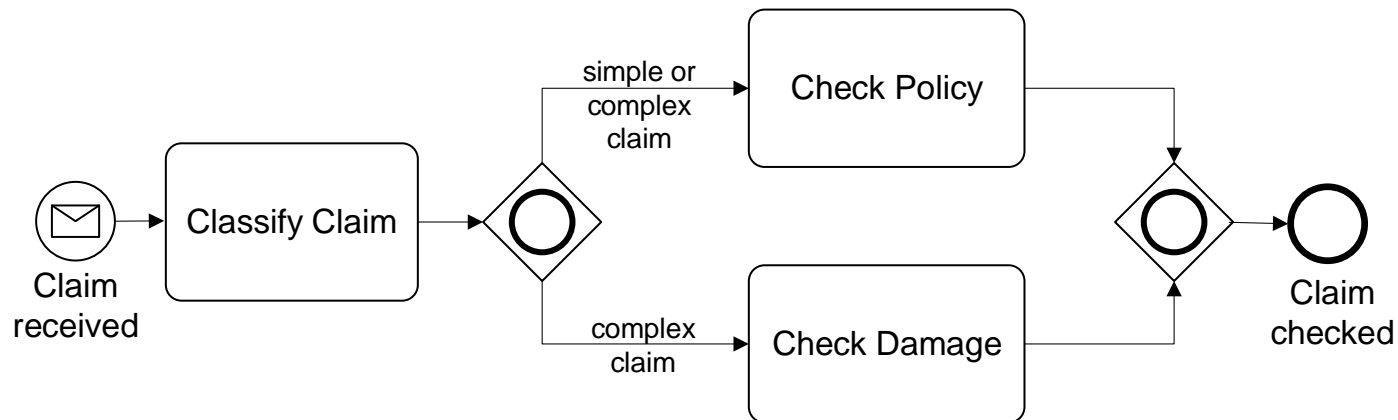 Claim
received
Classify Claim
simple or
complex
claim
Check Policy
complex
claim
Check Damage
Claim
checked